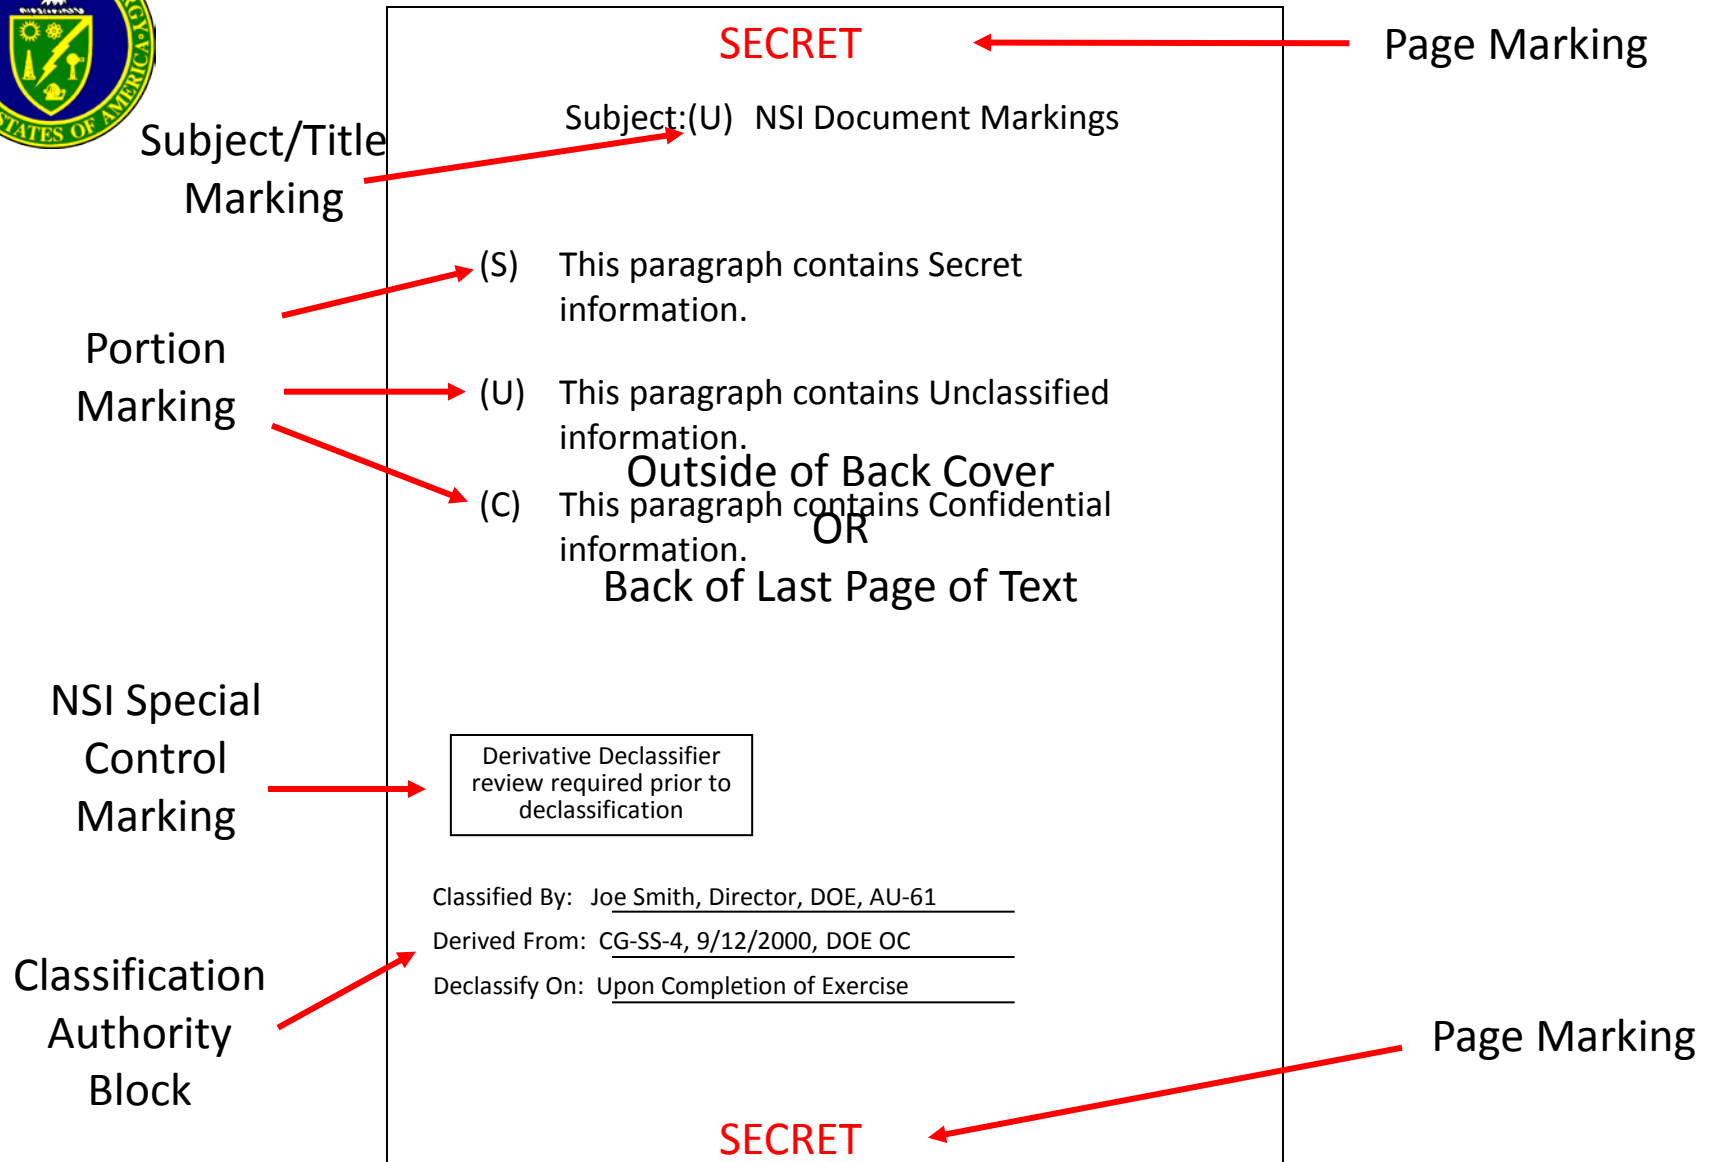 ERGY·
STATES OF AMERICA
SECRET
Page Marking
Subject:(U) NSI Document Markings
Subject/Title
Marking
(S) This paragraph contains Secret
information.
Portion
Marking
(U) This paragraph contains Unclassified
information.
Outside of Back Cover
(C) This paragraph contains Confidential
OR
information.
Back of Last Page of Text
NSI Special
Control
Marking
Derivative Declassifier
review required prior to
declassification
Classified By: Joe Smith, Director, DOE, AU-61
Derived From: CG-SS-4, 9/12/2000, DOE OC
Declassify On: Upon Completion of Exercise
Classification
Authority
Block
Page Marking
SECRET